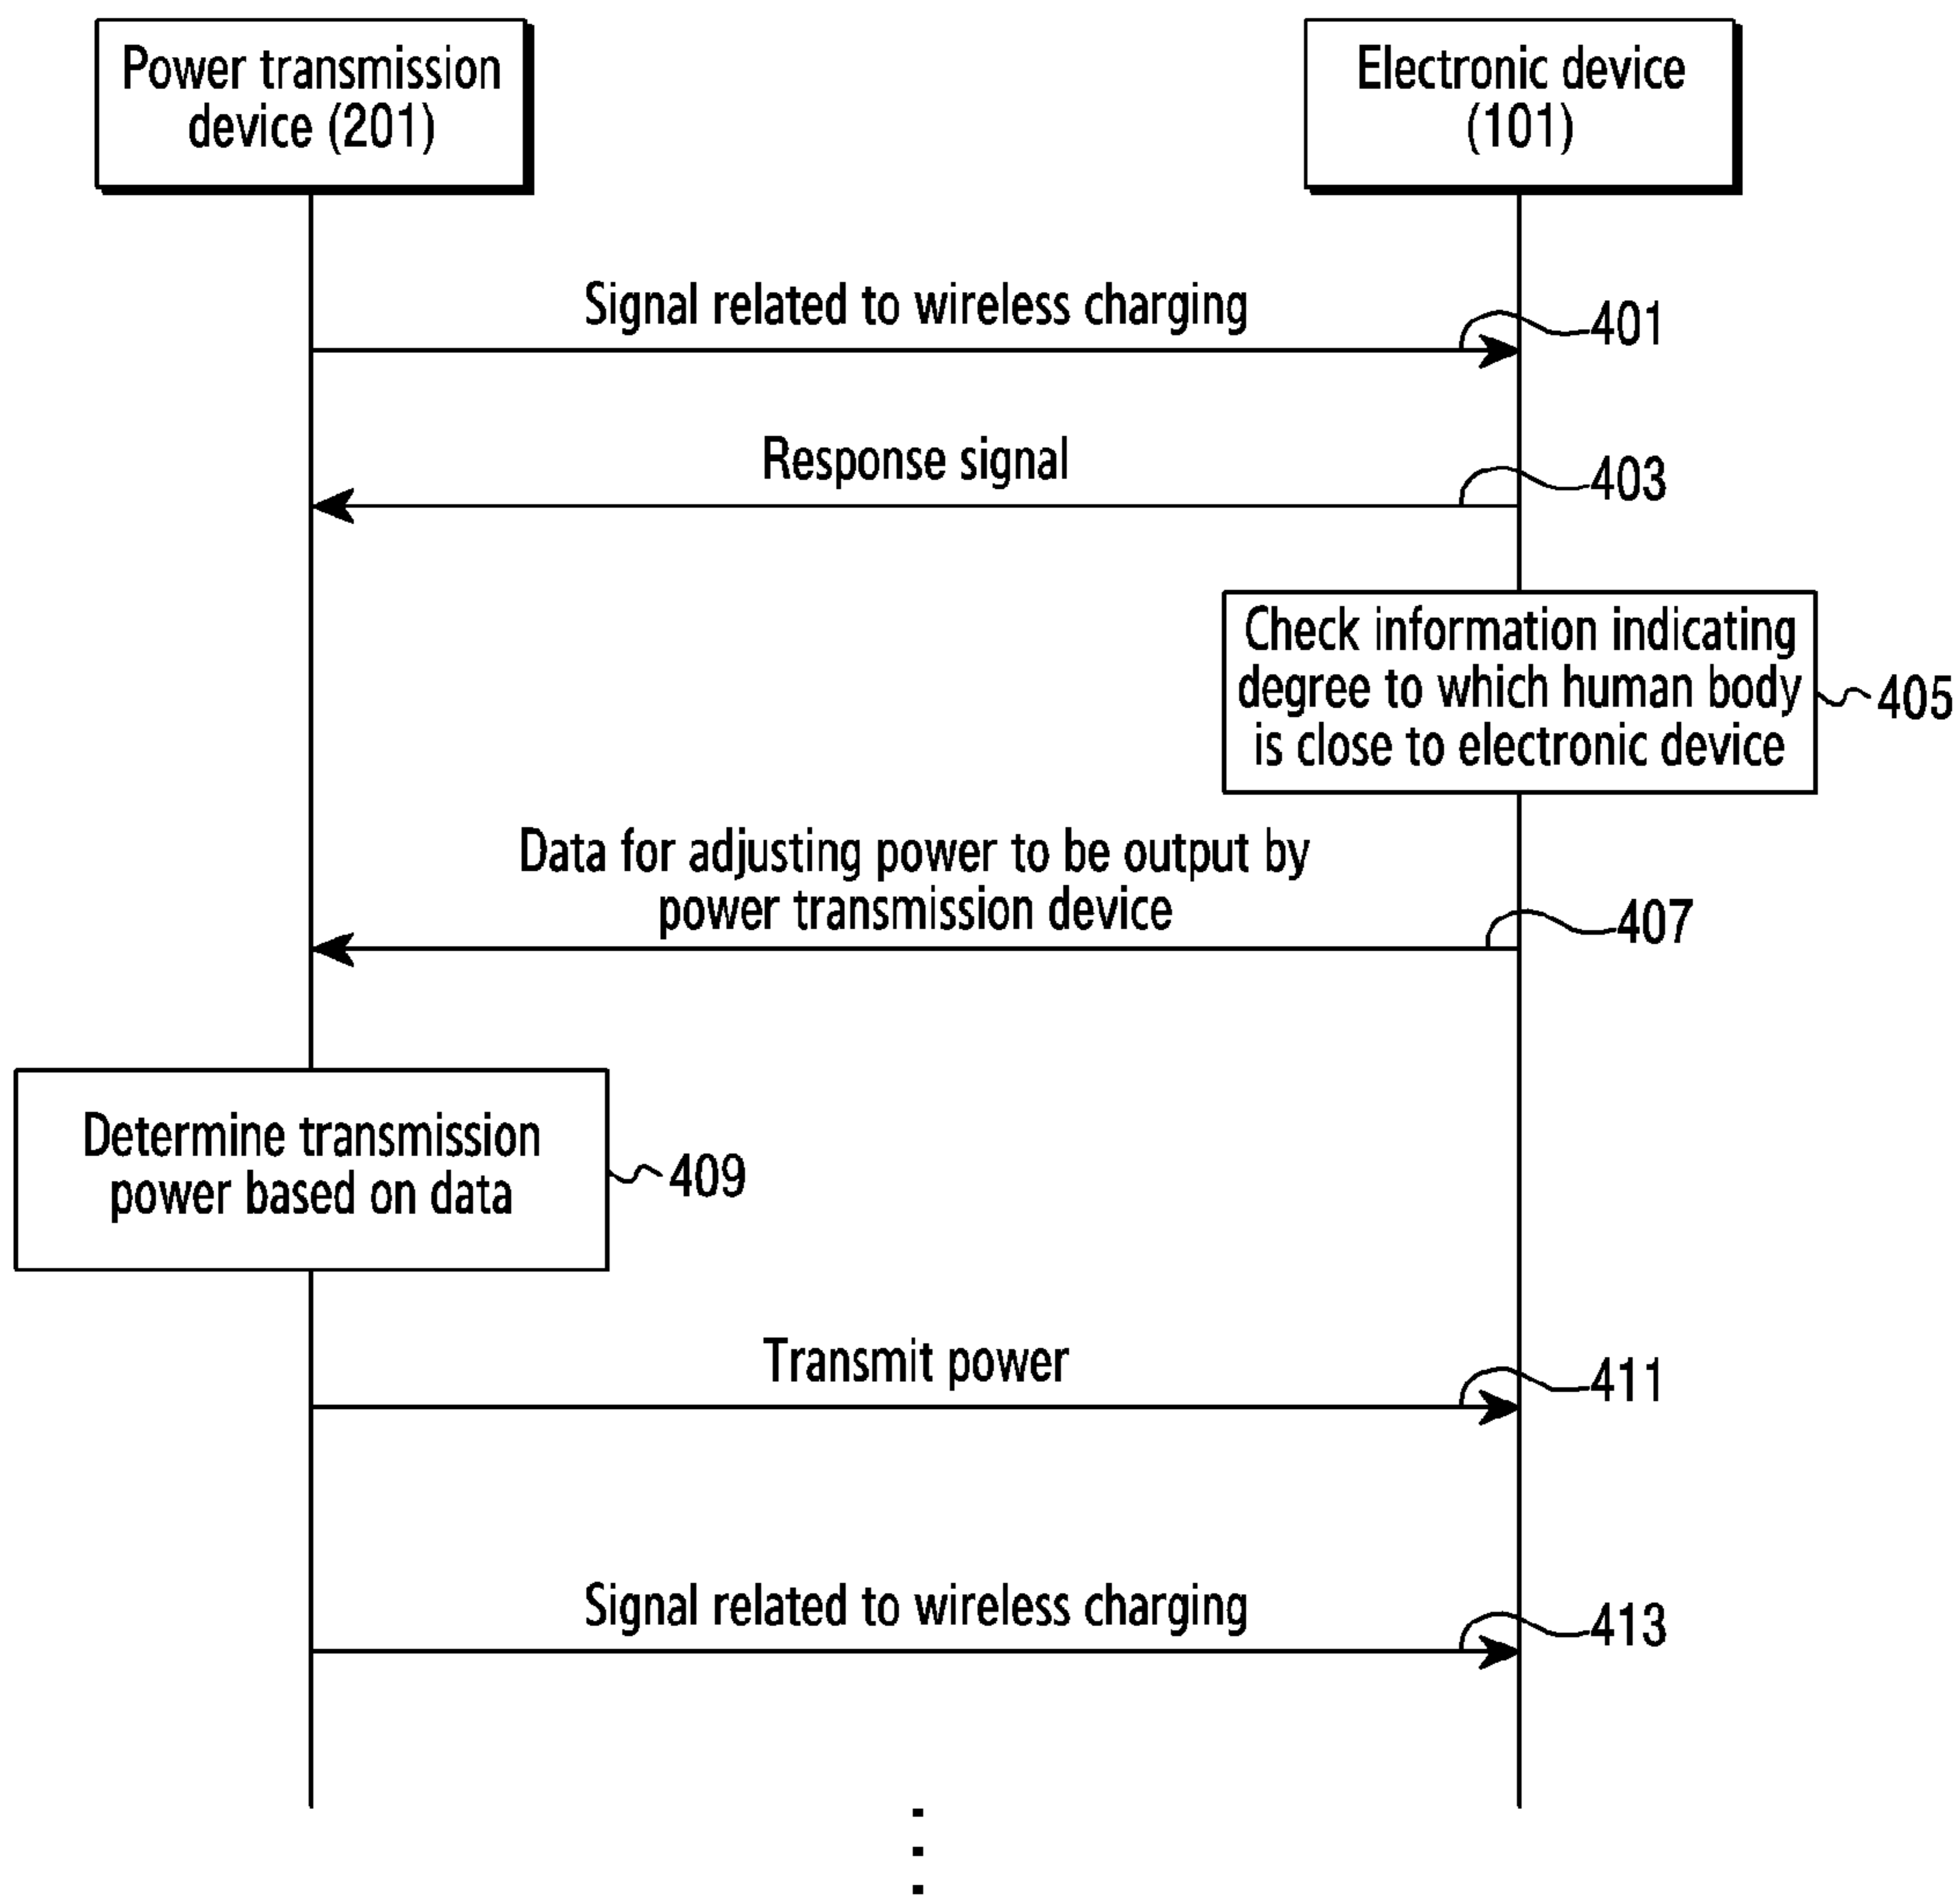 Power transmission
device (201)
Electronic device
(101)
Signal related to wireless charging
401
Response signal
403
Check information indicating
degree to which human body
is close to electronic device
405
Data for adjusting power to be output by
power transmission device
407
Determine transmission
power based on data
409
Transmit power
411
Signal related to wireless charging
413